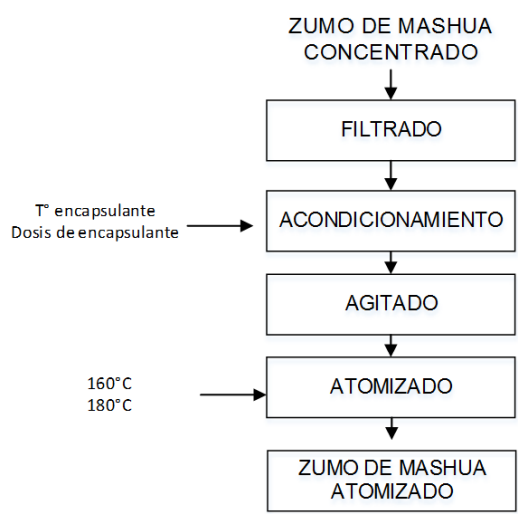 ZUMO DE MASHUA
CONCENTRADO
FILTRADO
T° encapsulante
Dosis de encapsulante
ACONDICIONAMIENTO
AGITADO
160°C
180°C
ATOMIZADO
ZUMO DE MASHUA
ATOMIZADO